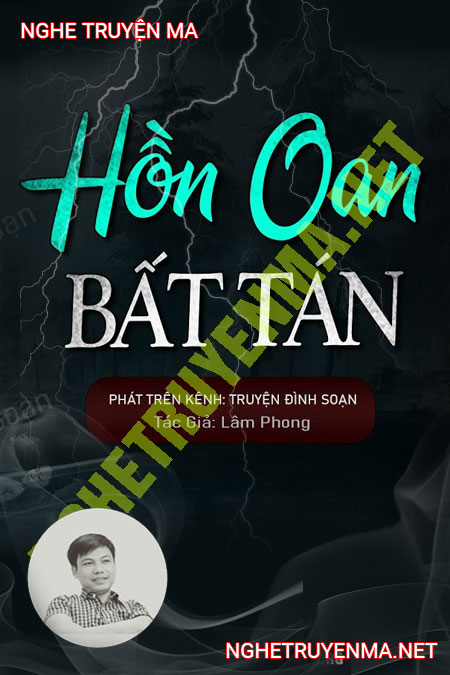 NGHE TRUYỆN MA
Hồn Oan
BẤT TÁN
NGHETRUYENMA.NET
PHÁT TRÊN KÊNH: TRUYỆN ĐÌNH SOẠN
Tác Giả: Lâm Phong
NGHETRUYENMA.NET